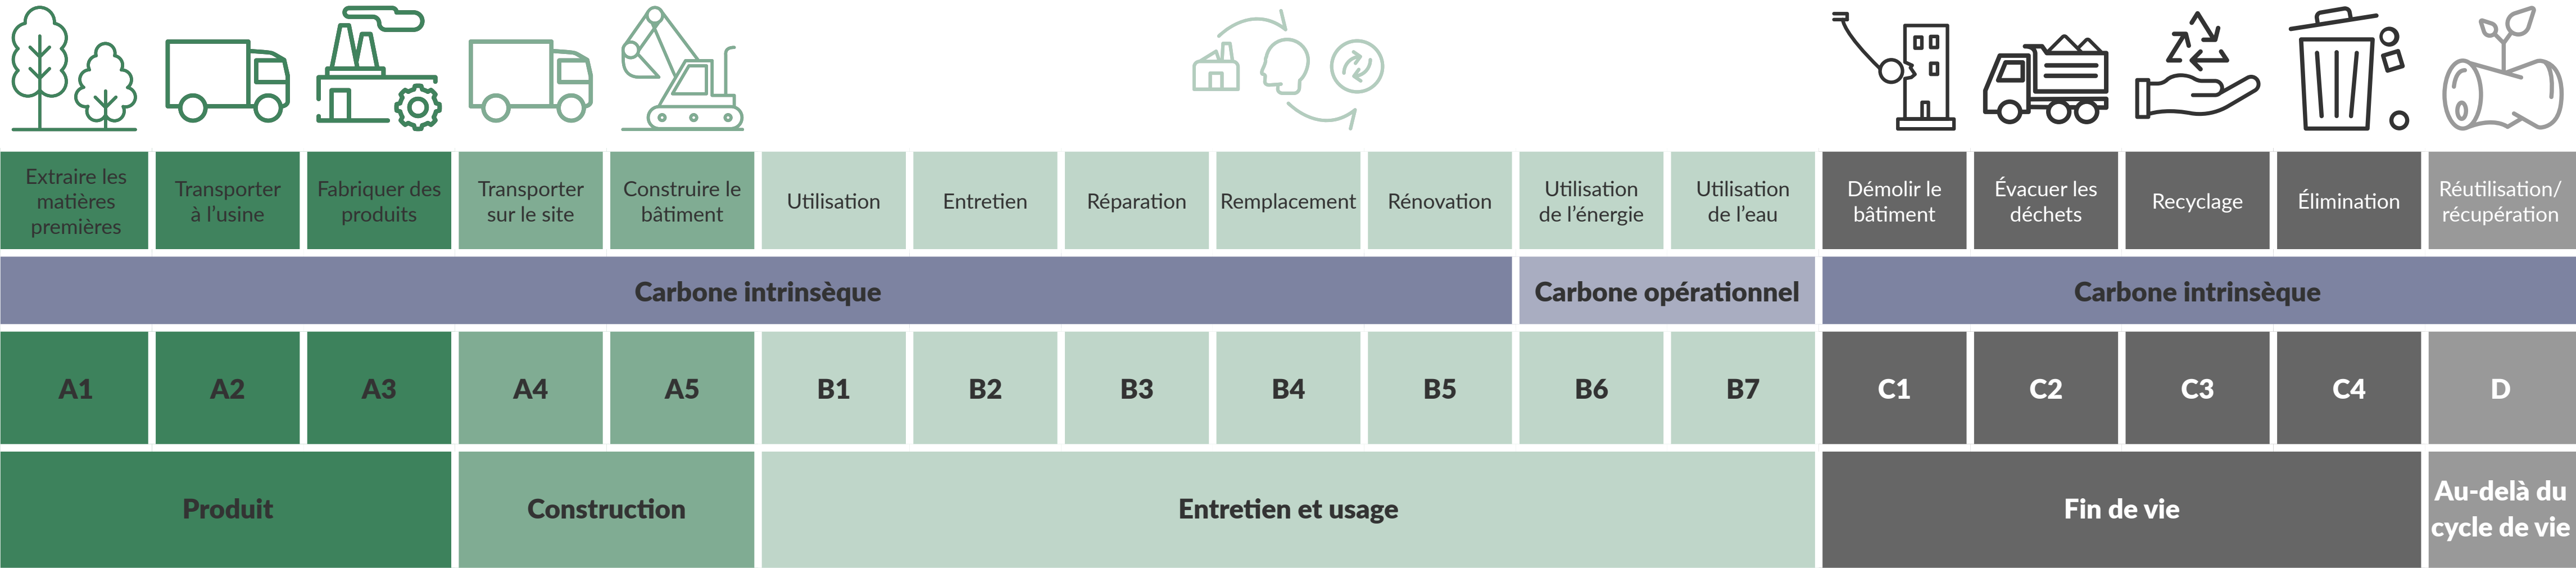 Extraire les
matières
premières
Transporter
à l’usine
Fabriquer des
produits
Transporter
sur le site
Construire le
bâtiment
Utilisation
Entretien
Réparation
Remplacement
Rénovation
Utilisation
de l’énergie
Utilisation
de l’eau
Démolir le
bâtiment
Évacuer les
déchets
Recyclage
Élimination
Réutilisation/
récupération
Carbone intrinsèque
Carbone opérationnel
Carbone intrinsèque
A1
A2
A3
A4
A5
B1
B2
B3
B4
B5
B6
B7
C1
C2
C3
C4
D
Produit
Construction
Entretien et usage
Fin de vie
Au-delà du
cycle de vie